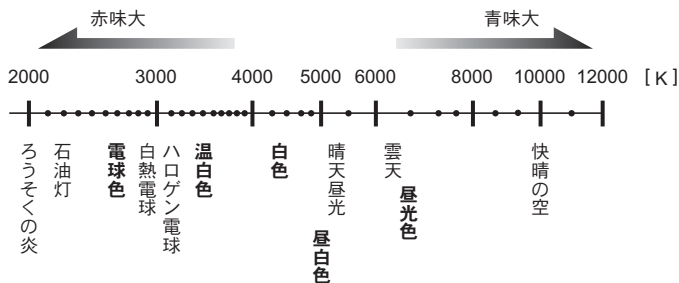 赤味大
青味大
2000 3000 4000 5000 6000 8000 10000 12000 [K]
ろうそくの炎
石油灯
電球色
白熱電球
ハロゲン電球
温白色
白色
昼白色
晴天昼光
雲天
昼光色
快晴の空